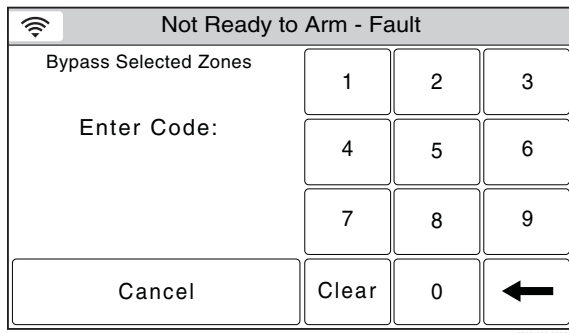 Not Ready to Arm - Fault
Bypass Selected Zones
Enter Code:
1 2 3
4 5 6
7 8 9
Cancel Clear 0